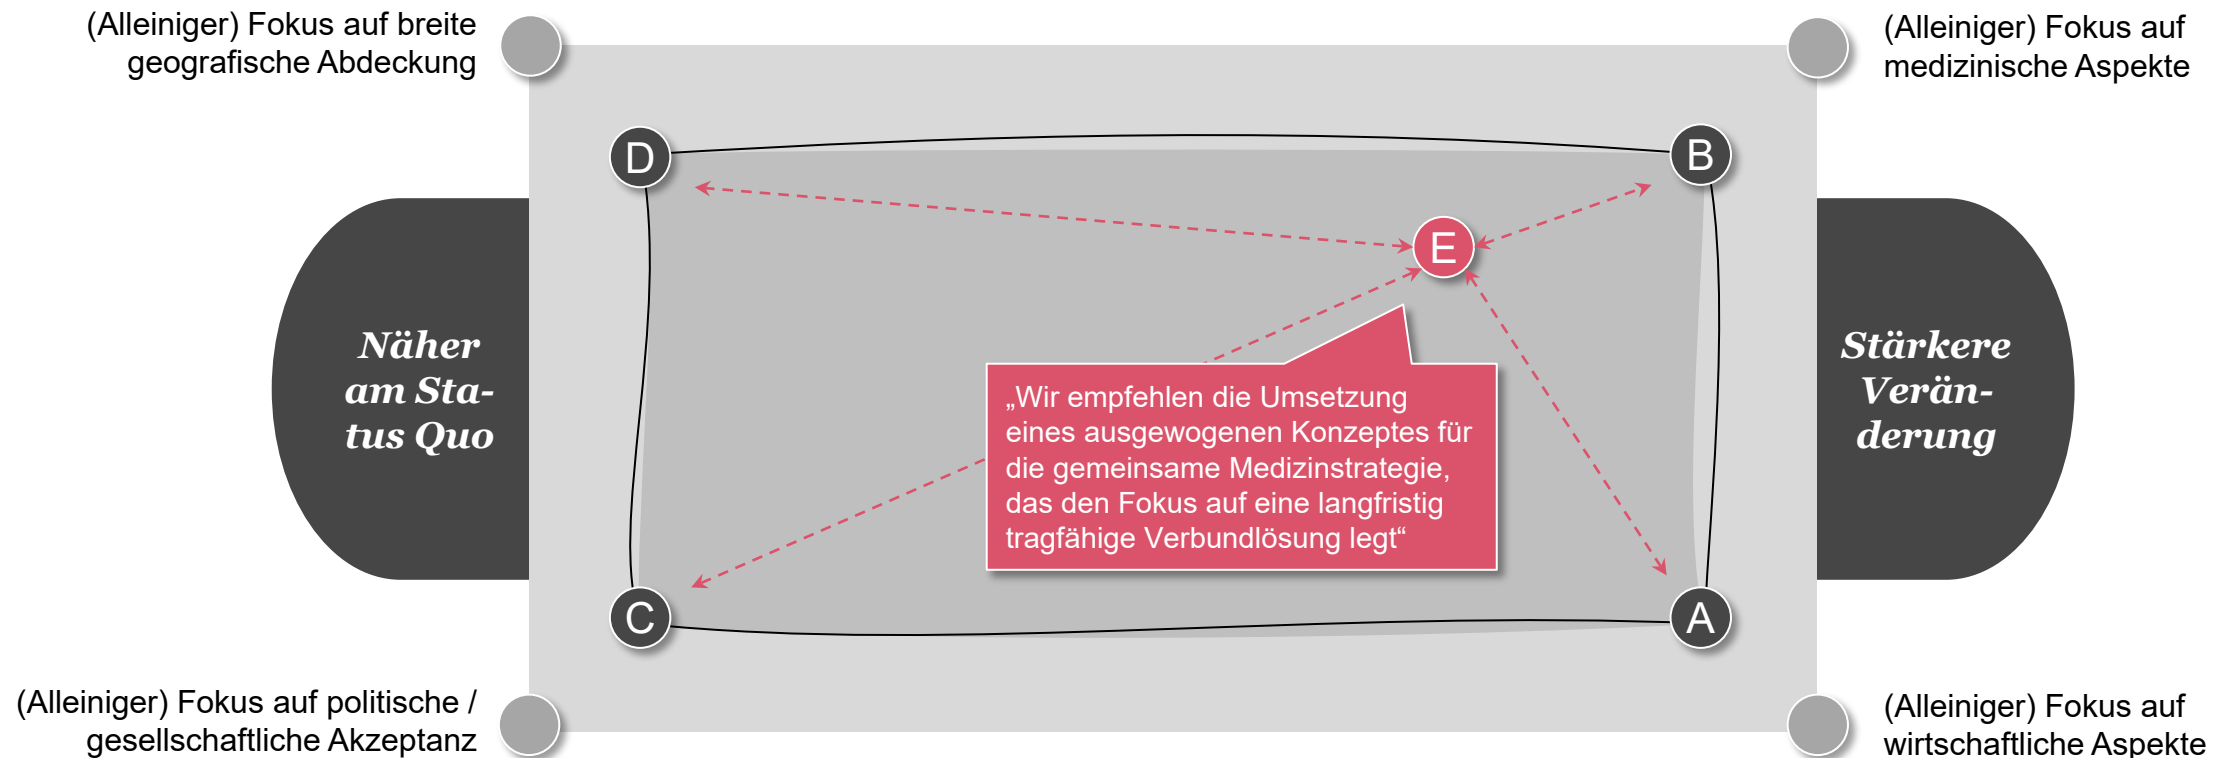 (Alleiniger) Fokus auf breite
geografische Abdeckung
(Alleiniger) Fokus auf
medizinische Aspekte
D
B
E
Näher
am Sta-
tus Quo
„Wir empfehlen die Umsetzung
eines ausgewogenen Konzeptes für
die gemeinsame Medizinstrategie,
das den Fokus auf eine langfristig
tragfähige Verbundlösung legt“
Stärkere
Verän-
derung
C
A
(Alleiniger) Fokus auf politische /
gesellschaftliche Akzeptanz
(Alleiniger) Fokus auf
wirtschaftliche Aspekte